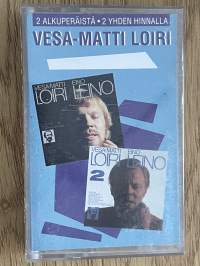 2 ALKUPERÄISTÄ • 2 YHDEN HINNALLA
VESA-MATTI LOIRI
VESA-MATTI EINO
LOIRI LEINO
VESA-MATTI EINO
LOIRI LEINO
2